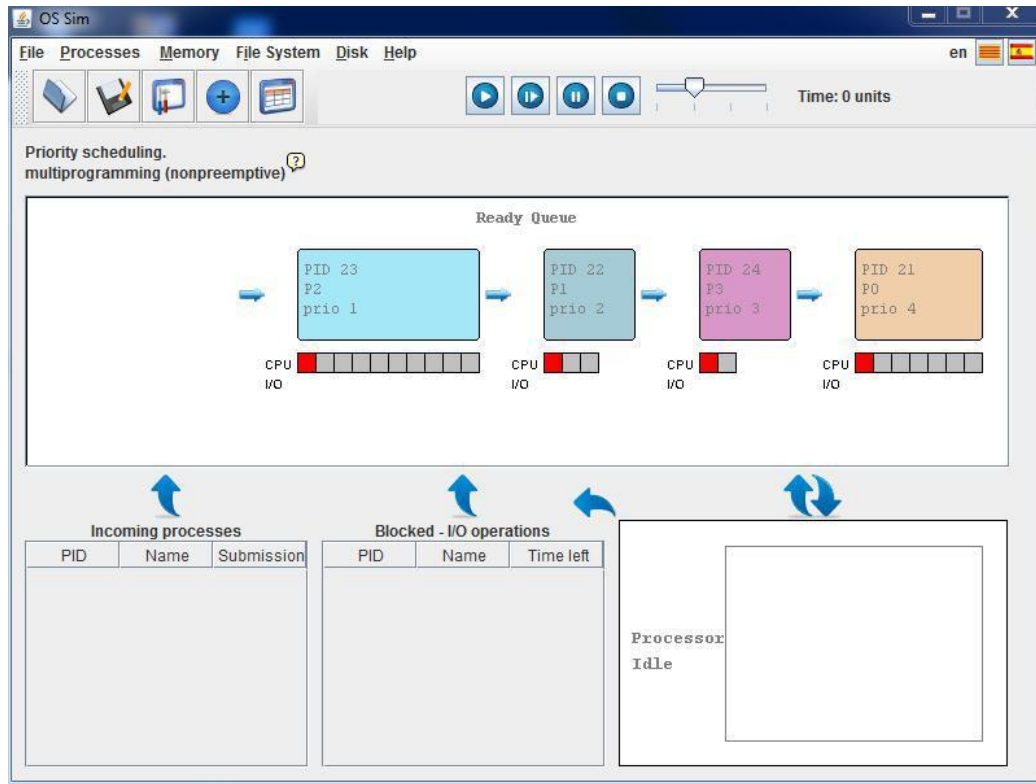 OS Sim
File Processes Memory File System Disk Help en
Time: 0 units
Priority scheduling.
multiprogramming (nonpreemptive) ?
Ready Queue
PID 23 PID 22 PID 24 PID 21
P2 P1 P3 P0
prio 1 prio 2 prio 3 prio 4
CPU CPU CPU CPU
I/O I/O I/O I/O
Incoming processes Blocked - I/O operations
PID Name Submission PID Name Time left
Processor
Idle